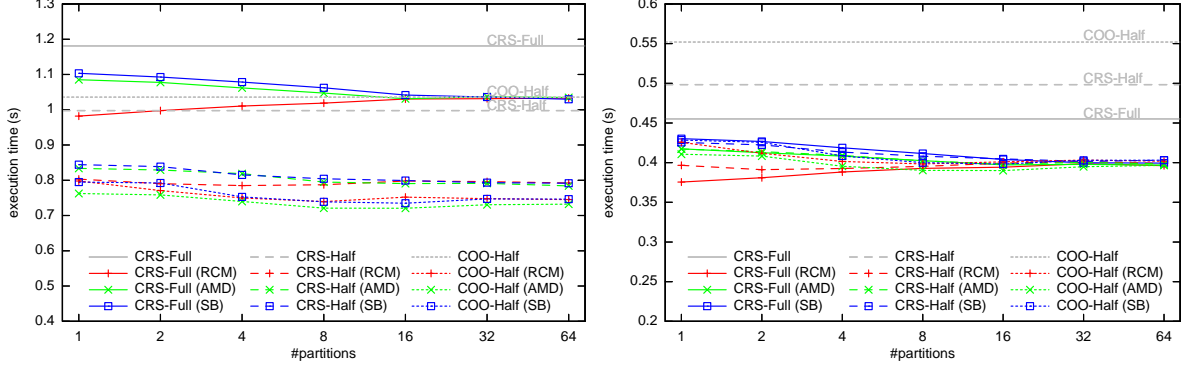 1.3
1.2
1.1
1
0.9
0.8
0.7
0.6
0.5
0.4
execution time (s)
CRS-Full
COO-Half
CRS-Half
CRS-Full CRS-Half COO-Half
CRS-Full (RCM) CRS-Half (RCM) COO-Half (RCM)
CRS-Full (AMD) CRS-Half (AMD) COO-Half (AMD)
CRS-Full (SB) CRS-Half (SB) COO-Half (SB)
1 2 4 8 16 32 64
#partitions
0.6
0.55
0.5
0.45
0.4
0.35
0.3
0.25
0.2
execution time (s)
COO-Half
CRS-Half
CRS-Full
CRS-Full CRS-Half COO-Half
CRS-Full (RCM) CRS-Half (RCM) COO-Half (RCM)
CRS-Full (AMD) CRS-Half (AMD) COO-Half (AMD)
CRS-Full (SB) CRS-Half (SB) COO-Half (SB)
1 2 4 8 16 32 64
#partitions